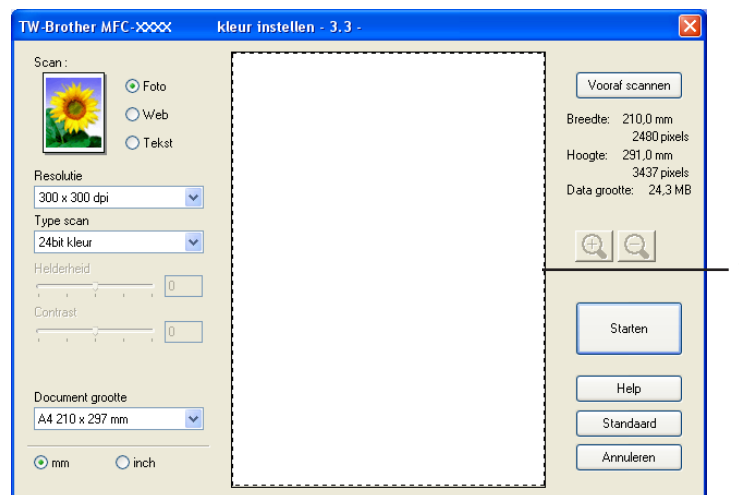 TW-Brother MFC-XXXX kleur instellen - 3.3 -
Scan :
Foto
Web
Tekst
Resolutie
300 x 300 dpi
Type scan
24bit kleur
Helderheid
0
Contrast
0
Document grootte
A4 210 x 297 mm
mm inch
Vooraf scannen
Breedte: 210,0 mm
2480 pixels
Hoogte: 291,0 mm
3437 pixels
Data grootte: 24,3 MB
Starten
Help
Standaard
Annuleren